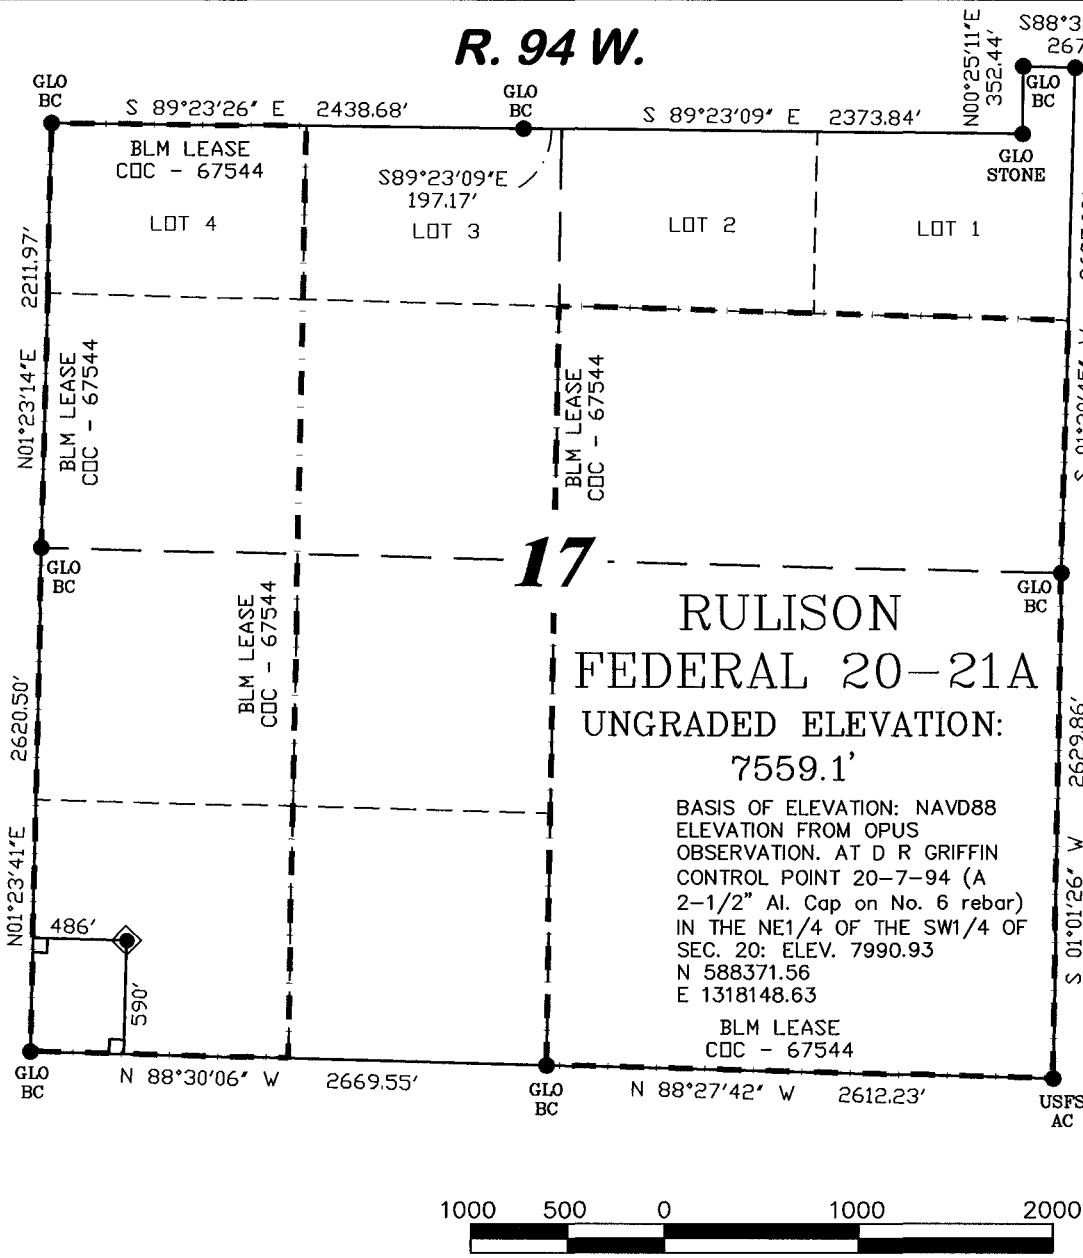 R. 94 W.
GLO
BC
S 89°23'26" E 2438.68'
GLO
BC
S 89°23'09" E 2373.84'
N00°25'11"E
352.44'
S88°3
267
GLO
BC
GLO
STONE
BLM LEASE
COC - 67544
S89°23'09"E
197.17'
LOT 4
LOT 3
LOT 2
LOT 1
2211.97'
N01°23'14"E
BLM LEASE
COC - 67544
BLM LEASE
COC - 67544
GLO
BC
17
GLO
BC
BLM LEASE
COC - 67544
RULISON
FEDERAL 20-21A
UNGRADED ELEVATION:
7559.1'
BASIS OF ELEVATION: NAVD88
ELEVATION FROM OPUS
OBSERVATION. AT D R GRIFFIN
CONTROL POINT 20-7-94 (A
2-1/2" Al. Cap on No. 6 rebar)
IN THE NE1/4 OF THE SW1/4 OF
SEC. 20: ELEV. 7990.93
N 588371.56
E 1318148.63
BLM LEASE
COC - 67544
2620.50'
N01°23'41"E
2629.86'
S 01°01'26" W
486'
590'
GLO
BC
N 88°30'06" W 2669.55'
GLO
BC
N 88°27'42" W 2612.23'
USFS
AC
1000 500 0 1000 2000